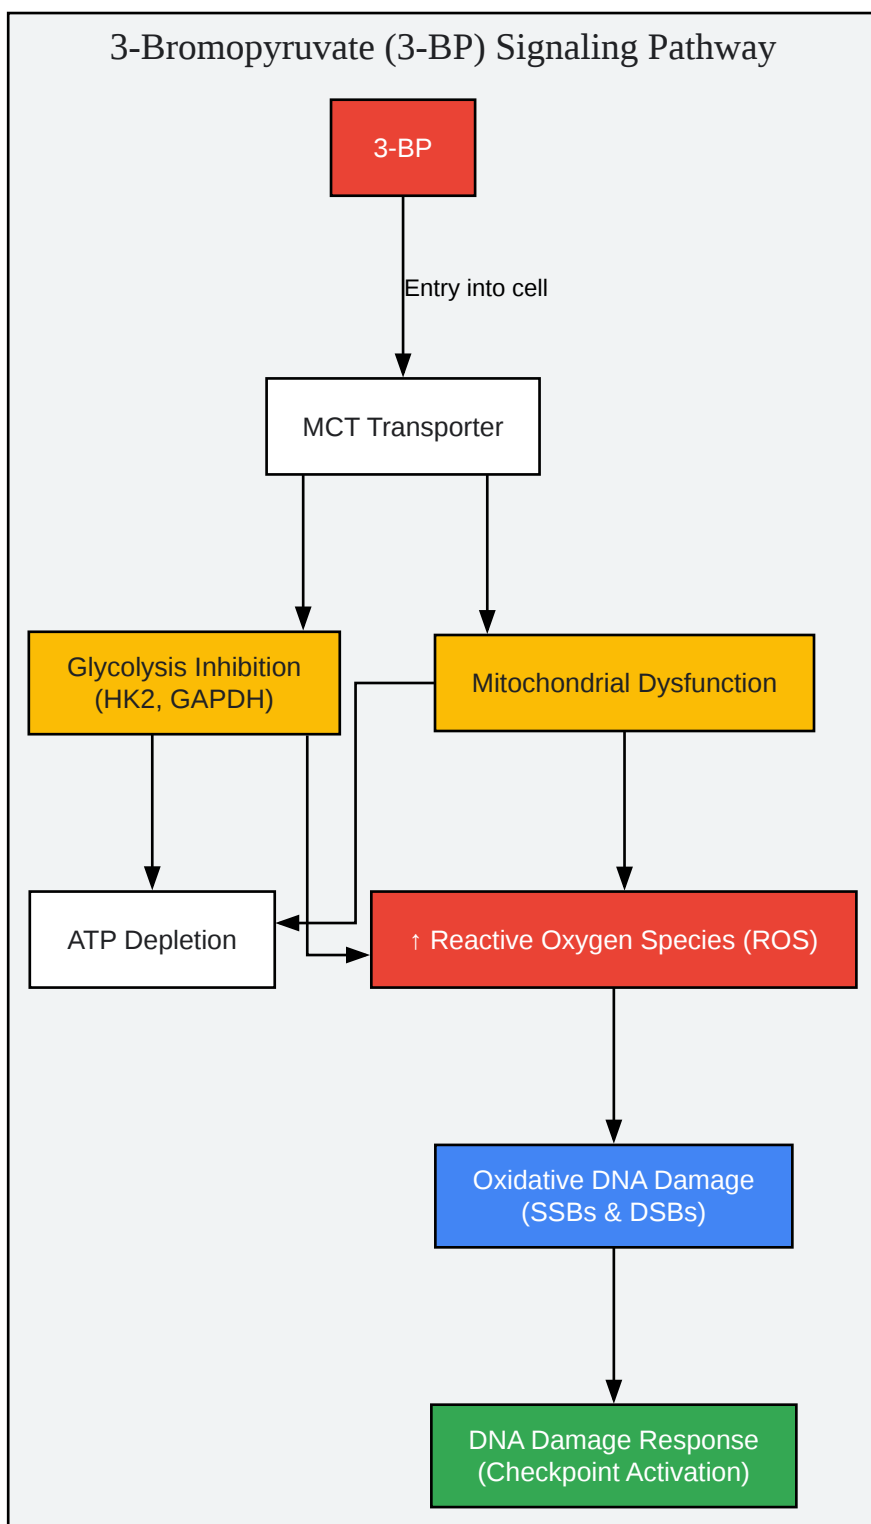 3-Bromopyruvate (3-BP) Signaling Pathway
3-BP
Entry into cell
MCT Transporter
Glycolysis Inhibition
(HK2, GAPDH)
Mitochondrial Dysfunction
ATP Depletion
↑ Reactive Oxygen Species (ROS)
Oxidative DNA Damage
(SSBs & DSBs)
DNA Damage Response
(Checkpoint Activation)